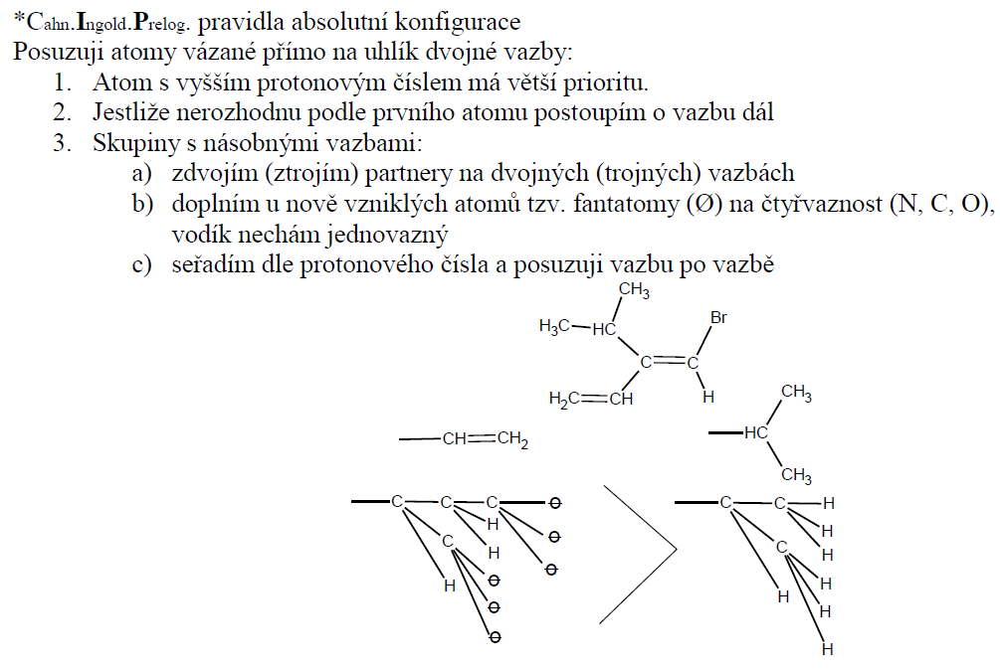 *Cahn.Ingold.Prelog. pravidla absolutní konfigurace
Posuzuji atomy vázané přímo na uhlík dvojné vazby:
1. Atom s vyšším protonovým číslem má větší prioritu.
2. Jestliže nerozhodnu podle prvního atomu postoupím o vazbu dál
3. Skupiny s násobnými vazbami:
a) zdvojím (ztrojím) partnery na dvojných (trojných) vazbách
b) doplním u nově vzniklých atomů tzv. fantatomy (Ø) na čtyřvaznost (N, C, O),
vodík nechám jednovazný
c) seřadím dle protonového čísla a posuzuji vazbu po vazbě
CH3
Br
H3C HC
C C
H2C CH H
CH3
CH CH2
HC
CH3
C C C Ø
C C H
H
Ø
H
C
H
Ø
C
H
H
Ø
H
H
Ø
H
H
Ø
H